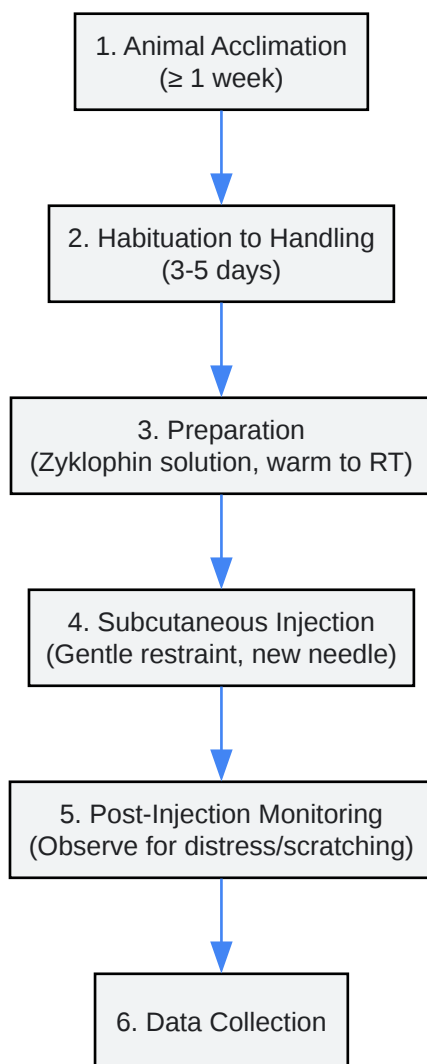 1. Animal Acclimation
(≥ 1 week)
2. Habituation to Handling
(3-5 days)
3. Preparation
(Zyklophin solution, warm to RT)
4. Subcutaneous Injection
(Gentle restraint, new needle)
5. Post-Injection Monitoring
(Observe for distress/scratching)
6. Data Collection